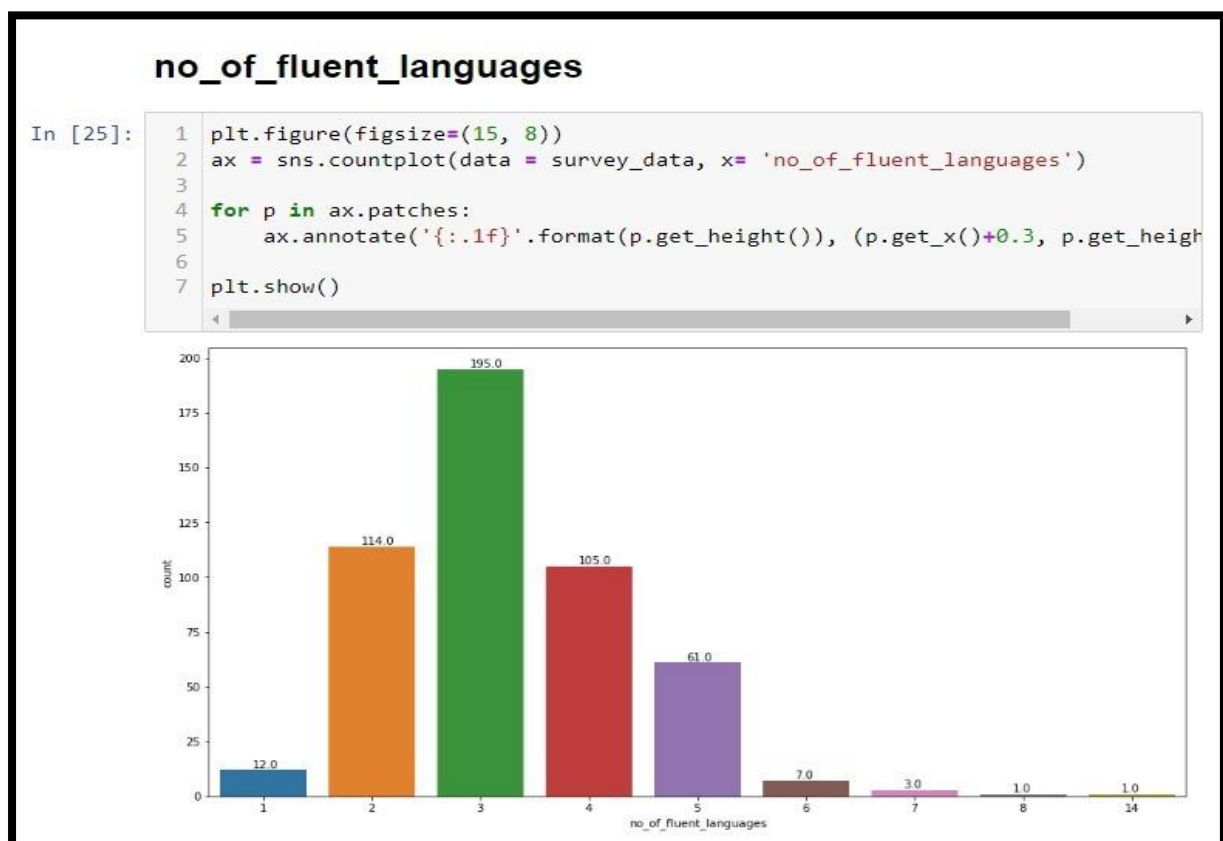 no_of_fluent_languages
In [25]:
1 plt.figure(figsize=(15, 8))
2 ax = sns.countplot(data = survey_data, x= 'no_of_fluent_languages')
3
4 for p in ax.patches:
5     ax.annotate('{:.1f}'.format(p.get_height()), (p.get_x()+0.3, p.get_heigh
6
7 plt.show()
200
195.0
175
150
125
114.0
105.0
count
100
75
61.0
50
25
12.0
7.0
3.0
1.0
1.0
0
1 2 3 4 5 6 7 8 14
no_of_fluent_languages